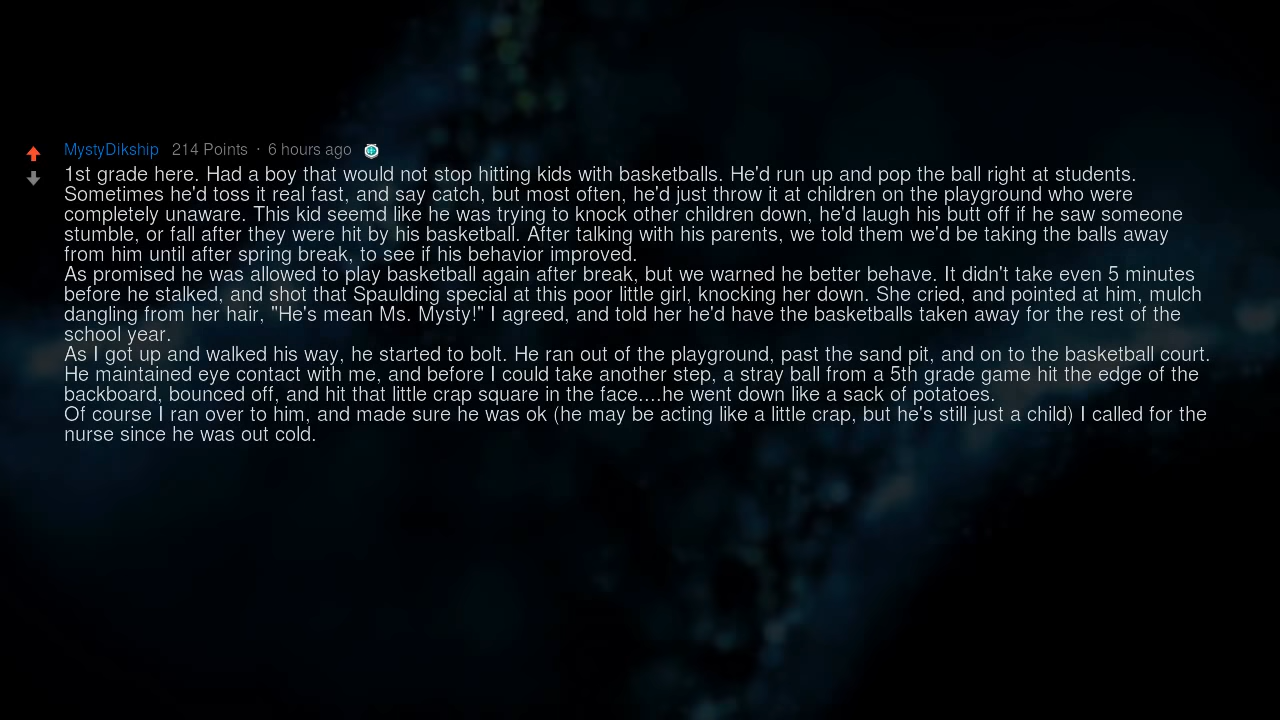 MystyDikship 214 Points · 6 hours ago
1st grade here. Had a boy that would not stop hitting kids with basketballs. He'd run up and pop the ball right at students.
Sometimes he'd toss it real fast, and say catch, but most often, he'd just throw it at children on the playground who were
completely unaware. This kid seemd like he was trying to knock other children down, he'd laugh his butt off if he saw someone
stumble, or fall after they were hit by his basketball. After talking with his parents, we told them we'd be taking the balls away
from him until after spring break, to see if his behavior improved.
As promised he was allowed to play basketball again after break, but we warned he better behave. It didn't take even 5 minutes
before he stalked, and shot that Spaulding special at this poor little girl, knocking her down. She cried, and pointed at him, mulch
dangling from her hair, "He's mean Ms. Mysty!" I agreed, and told her he'd have the basketballs taken away for the rest of the
school year.
As I got up and walked his way, he started to bolt. He ran out of the playground, past the sand pit, and on to the basketball court.
He maintained eye contact with me, and before I could take another step, a stray ball from a 5th grade game hit the edge of the
backboard, bounced off, and hit that little crap square in the face....he went down like a sack of potatoes.
Of course I ran over to him, and made sure he was ok (he may be acting like a little crap, but he's still just a child) I called for the
nurse since he was out cold.